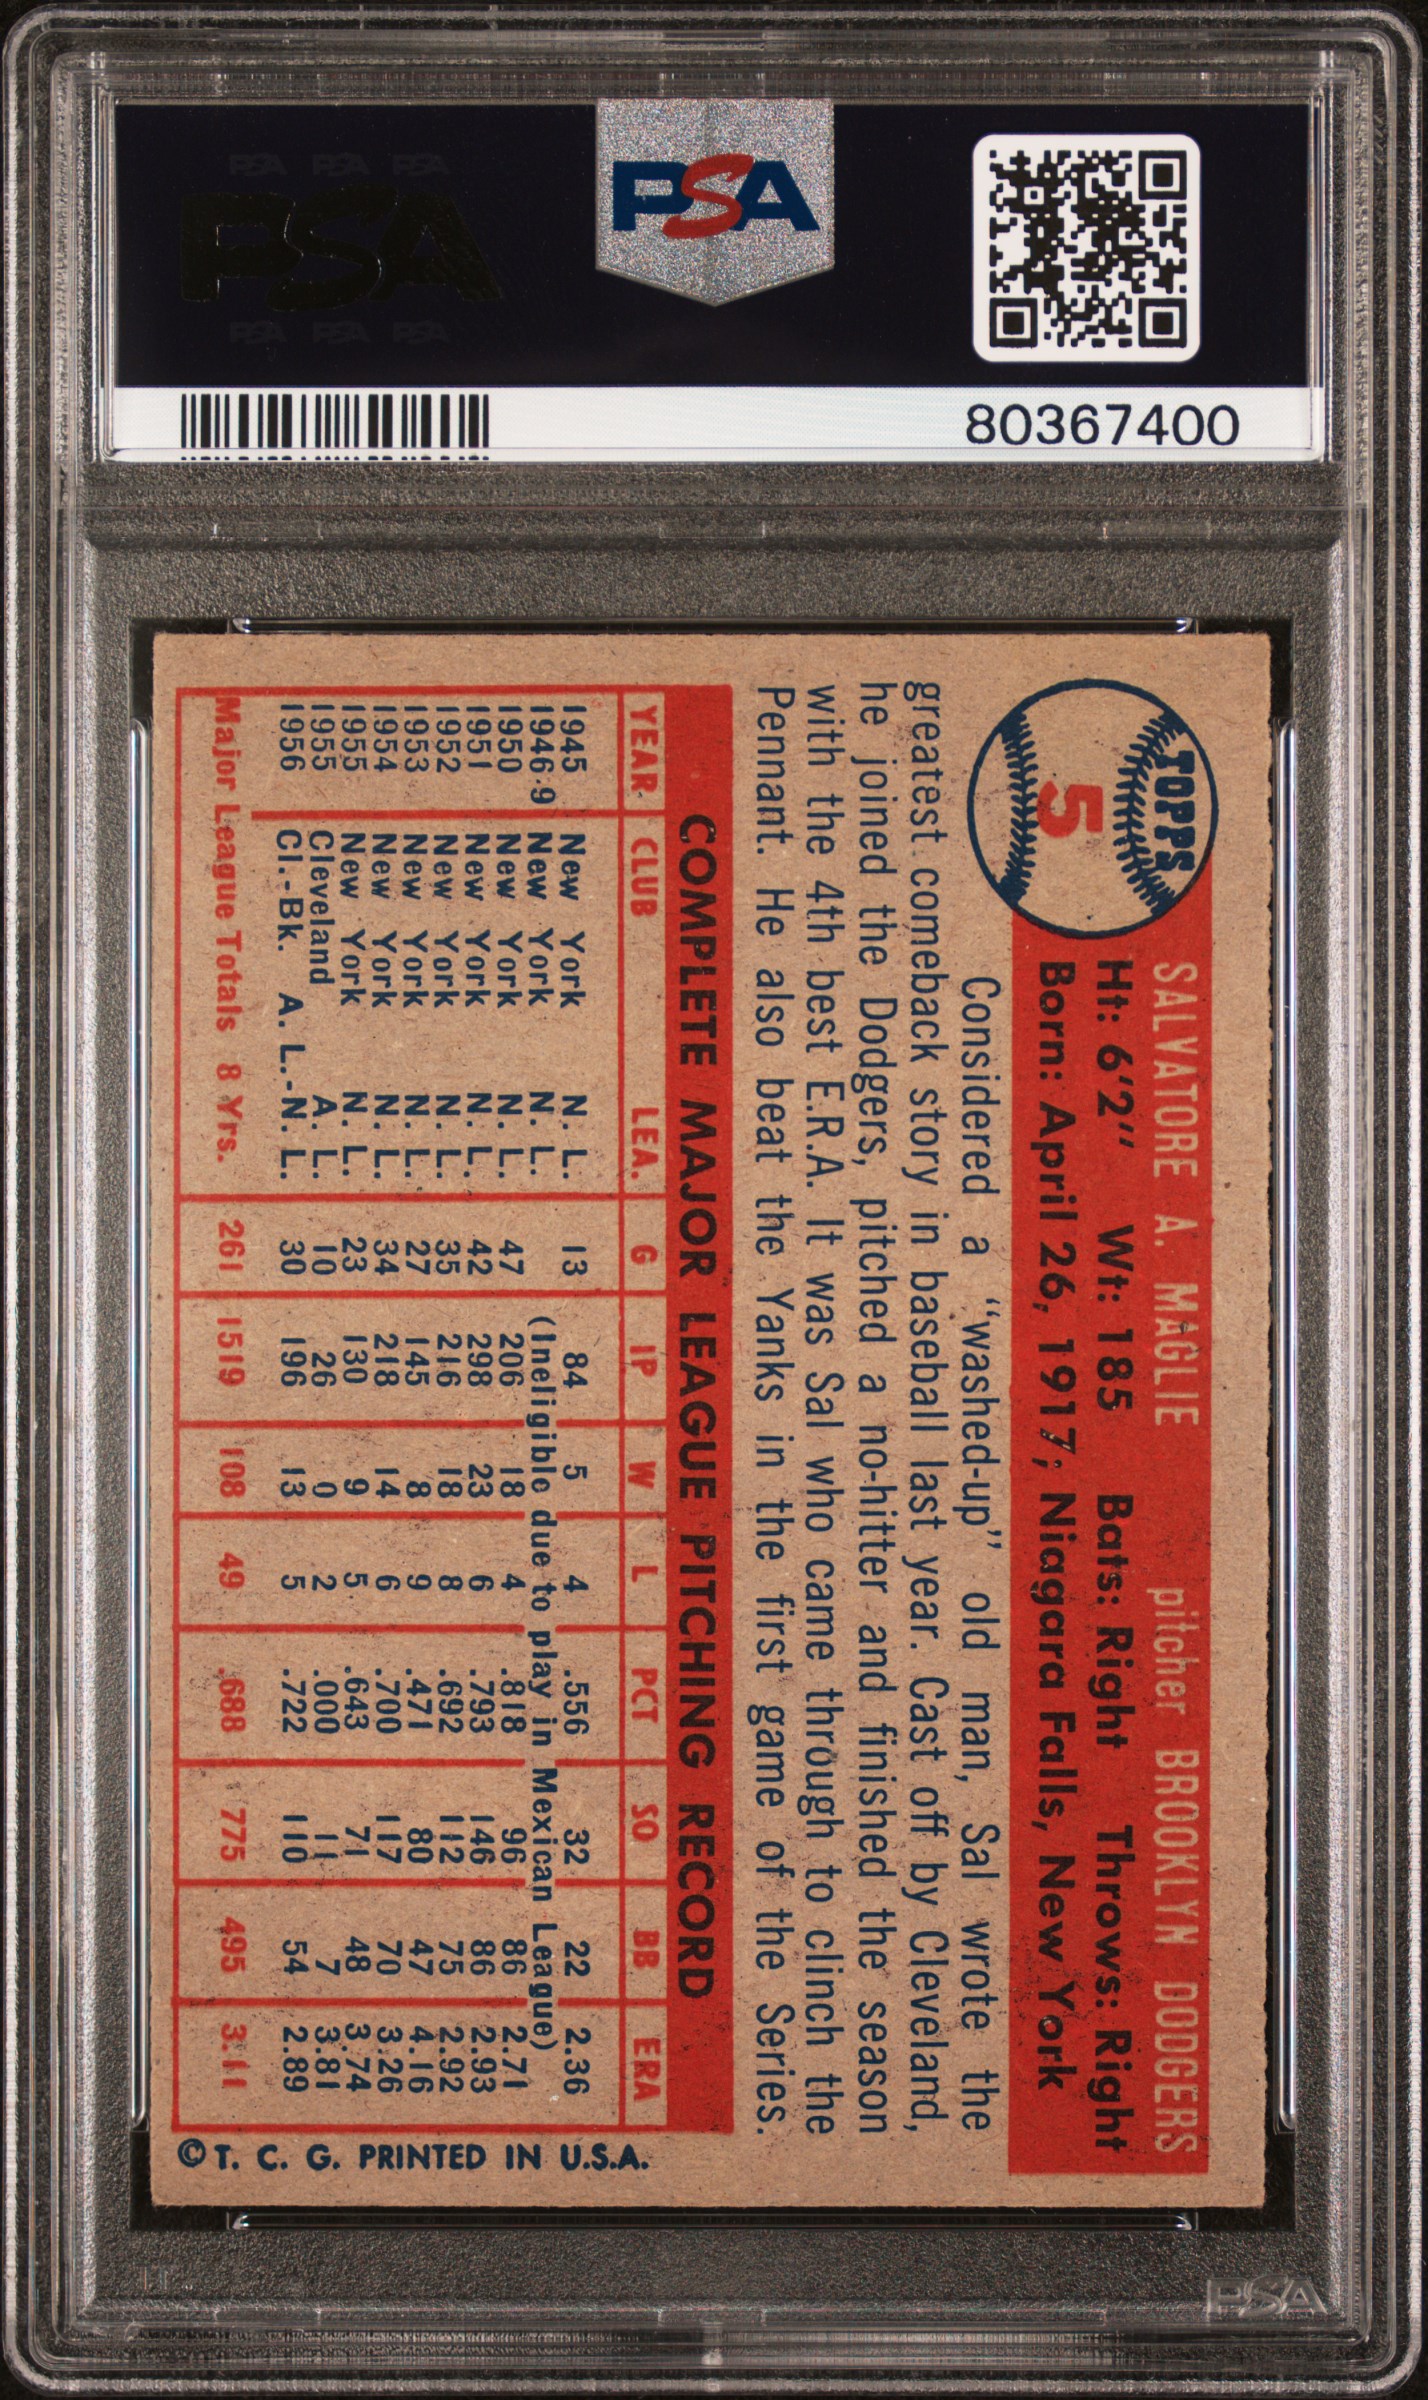 PSA PSA PSA
PSA
PSA PSA PSA
PSA
80367400
TOPPS
5
SALVATORE A. MAGLIE pitcher BROOKLYN DODGERS
Ht: 6'2" Wt: 185 Bats: Right Throws: Right
Born: April 26, 1917; Niagara Falls, New York
Considered a "washed-up" old man, Sal wrote the
greatest comeback story in baseball last year. Cast off by Cleveland,
he joined the Dodgers, pitched a no-hitter and finished the season
with the 4th best E.R.A. It was Sal who came through to clinch the
Pennant. He also beat the Yanks in the first game of the Series.
COMPLETE MAJOR LEAGUE PITCHING RECORD
YEAR CLUB LEA. G IP W L PCT SO BB ERA
1945 New York N. L. 13 84 5 4 .556 32 22 2.36
1946-9 New York N. L. (Ineligible due to play in Mexican League)
1950 New York N. L. 47 206 18 4 .818 96 86 2.71
1951 New York N. L. 42 298 23 6 .793 146 86 2.93
1952 New York N. L. 35 216 18 8 .692 112 75 2.92
1953 New York N. L. 27 145 8 9 .471 80 47 4.16
1954 New York N. L. 34 218 14 6 .700 117 70 3.26
1955 New York N. L. 23 130 9 5 .643 71 48 3.74
1955 Cleveland A. L. 10 26 0 2 .000 11 7 3.81
1956 Cl.-Bk. A. L.-N. L. 30 196 13 5 .722 110 54 2.89
Major League Totals 8 Yrs. 261 1519 108 49 .688 775 495 3.11
© T. C. G. PRINTED IN U.S.A.
PSA